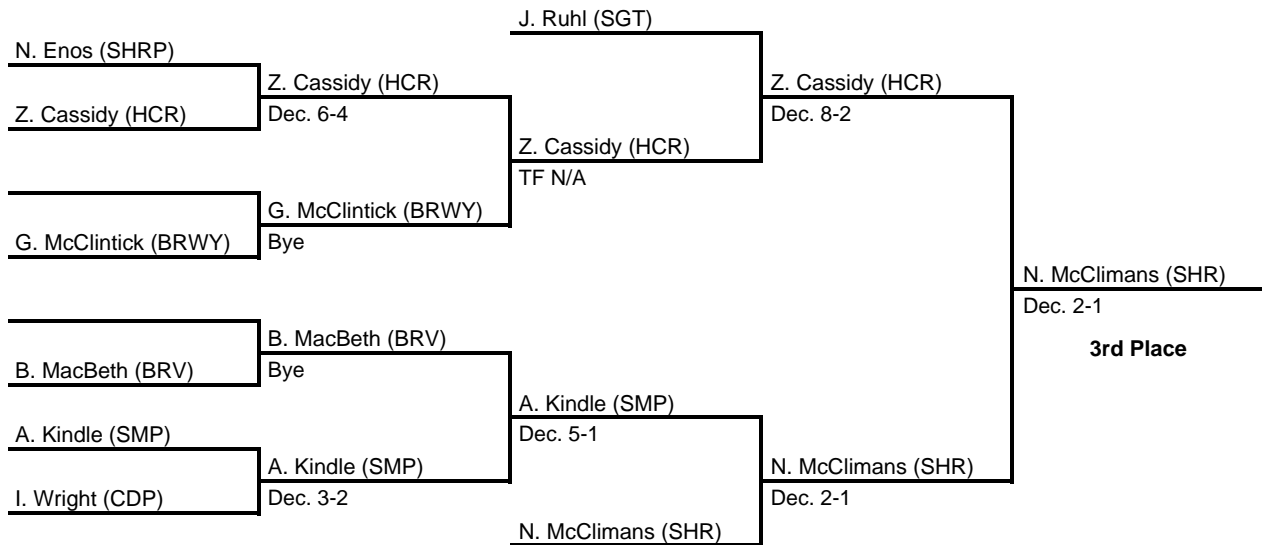 J. Ruhl (SGT)
N. Enos (SHRP)
Z. Cassidy (HCR)
Z. Cassidy (HCR)
Z. Cassidy (HCR)
Dec. 6-4
Dec. 8-2
Z. Cassidy (HCR)
TF N/A
G. McClintick (BRWY)
G. McClintick (BRWY)
Bye
N. McClimans (SHR)
Dec. 2-1
B. MacBeth (BRV)
3rd Place
B. MacBeth (BRV)
Bye
A. Kindle (SMP)
A. Kindle (SMP)
Dec. 5-1
A. Kindle (SMP)
N. McClimans (SHR)
I. Wright (CDP)
Dec. 3-2
Dec. 2-1
N. McClimans (SHR)